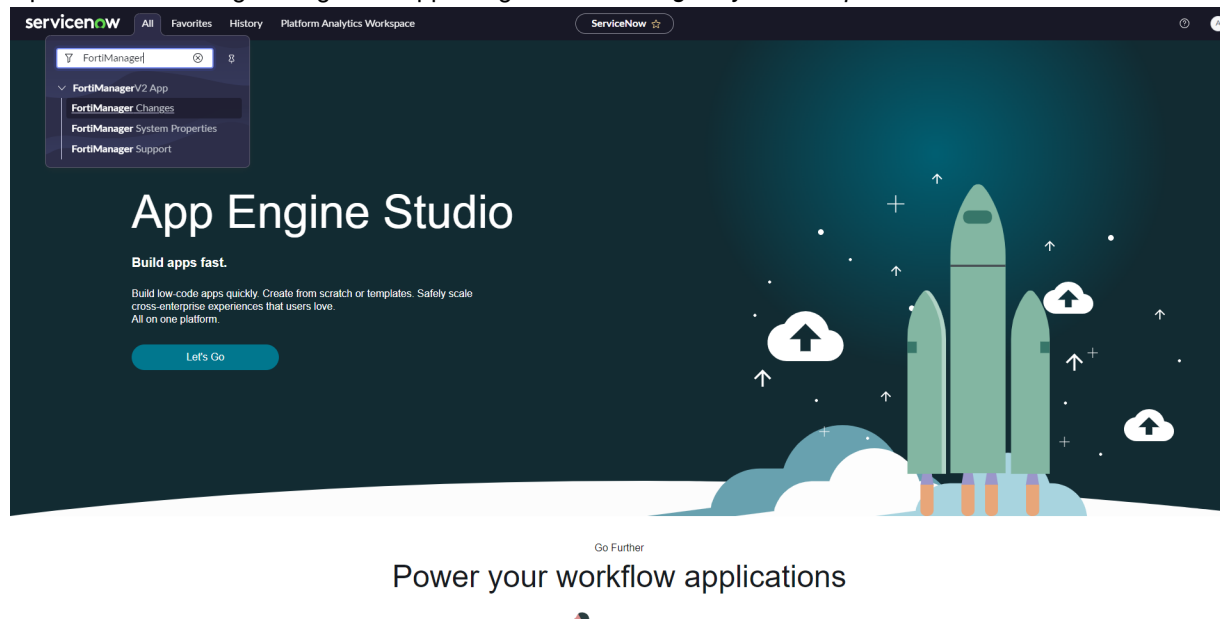 servicenow All Favorites History Platform Analytics Workspace ServiceNow
FortiManager
FortiManagerV2 App
FortiManager Changes
FortiManager System Properties
FortiManager Support
App Engine Studio
Build apps fast.
Build low-code apps quickly. Create from scratch or templates. Safely scale
cross-enterprise experiences that users love.
All on one platform.
Let's Go
Go Further
Power your workflow applications